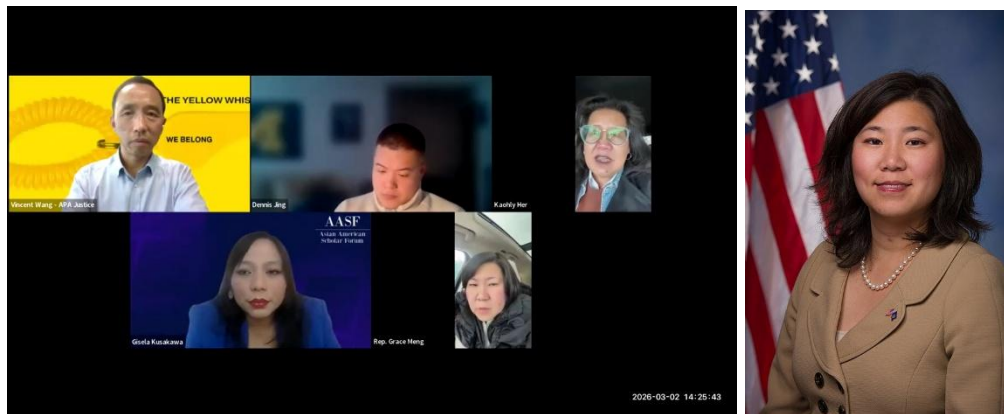 THE YELLOW WHIS
WE BELONG
Vincent Wang - APA Justice
Dennis Jing
Kaohly Her
AASF
Asian American
Scholar Forum
Gisela Kusakawa
Rep. Grace Meng
2026-03-02 14:25:43